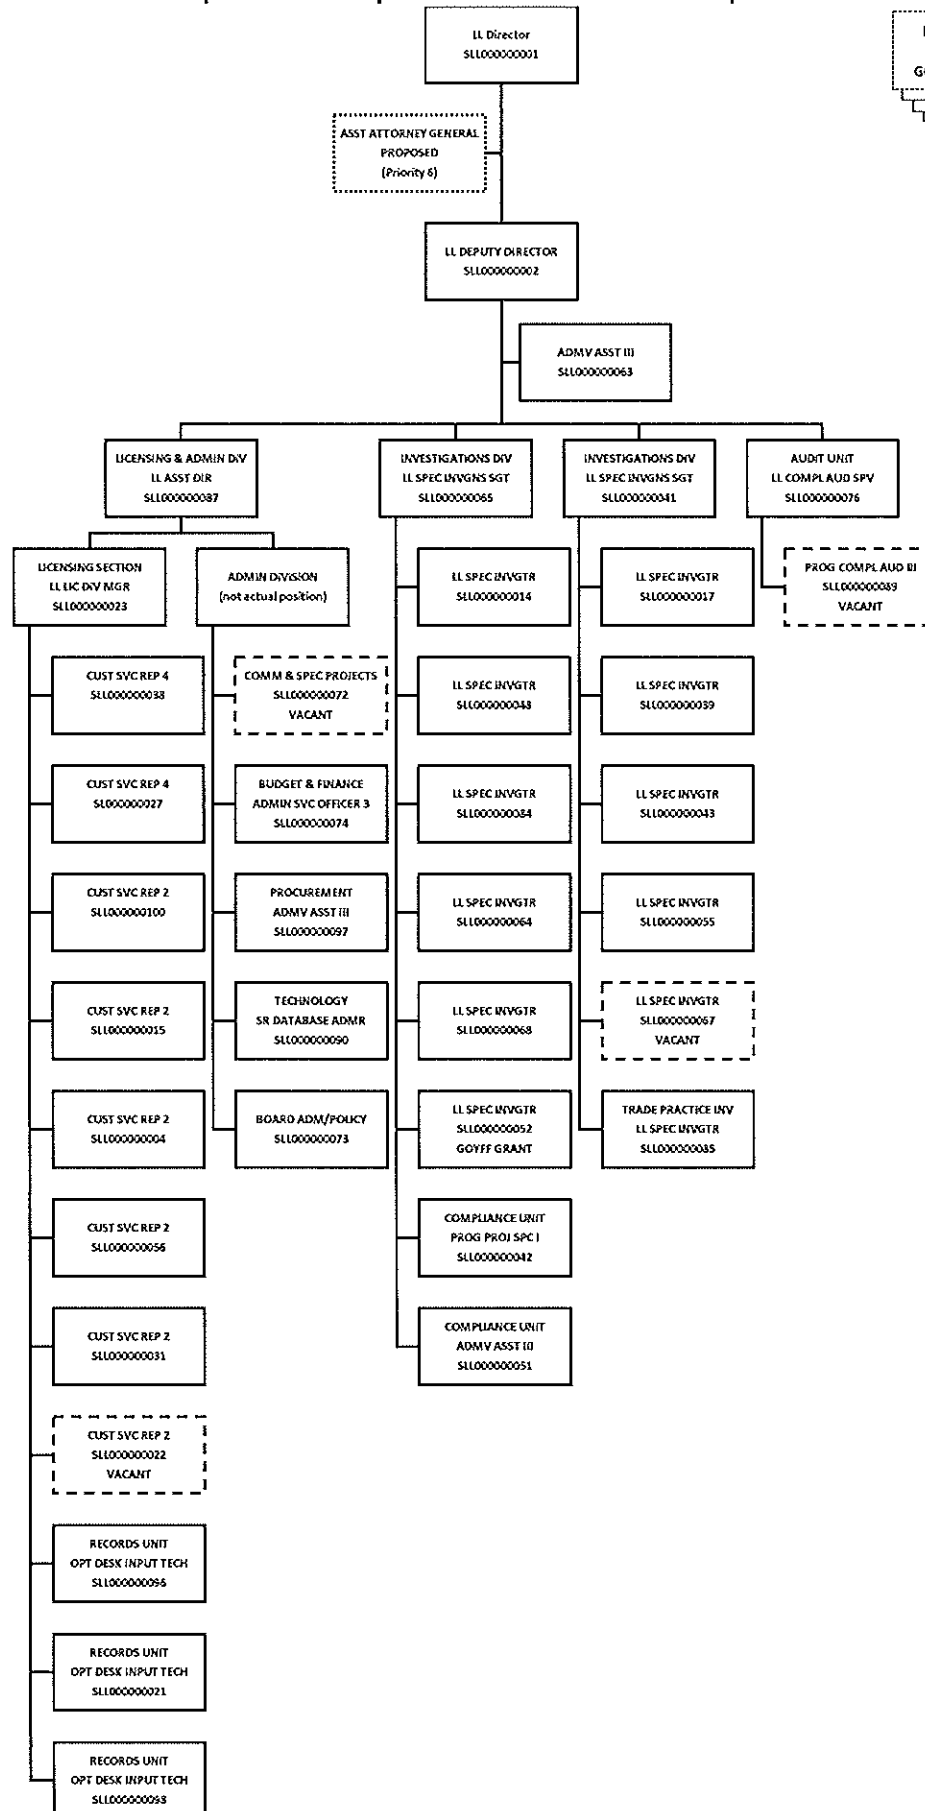 LL Director
SLL000000001
ASST ATTORNEY GENERAL
PROPOSED
(Priority 6)
LL DEPUTY DIRECTOR
SLL000000002
ADMV ASST III
SLL000000063
LICENSING & ADMIN DIV
LL ASST DIR
SLL000000087
INVESTIGATIONS DIV
LL SPEC INVGNS SGT
SLL000000065
INVESTIGATIONS DIV
LL SPEC INVGNS SGT
SLL000000041
AUDIT UNIT
LL COMPL AUD SPV
SLL000000076
LICENSING SECTION
LL LIC DIV MGR
SLL000000023
ADMIN DIVISION
(not actual position)
LL SPEC INVGTR
SLL000000014
LL SPEC INVGTR
SLL000000017
PROG COMPL AUD III
SLL000000089
VACANT
CUST SVC REP 4
SLL000000038
COMM & SPEC PROJECTS
SLL000000072
VACANT
LL SPEC INVGTR
SLL000000048
LL SPEC INVGTR
SLL000000039
CUST SVC REP 4
SL000000027
BUDGET & FINANCE
ADMIN SVC OFFICER 3
SLL000000074
LL SPEC INVGTR
SLL000000084
LL SPEC INVGTR
SLL000000043
CUST SVC REP 2
SLL000000100
PROCUREMENT
ADMV ASST III
SLL000000097
LL SPEC INVGTR
SLL000000064
LL SPEC INVGTR
SLL000000055
CUST SVC REP 2
SLL000000015
TECHNOLOGY
SR DATABASE ADMR
SLL000000090
LL SPEC INVGTR
SLL000000068
LL SPEC INVGTR
SLL000000067
VACANT
CUST SVC REP 2
SLL000000004
BOARD ADM/POLICY
SLL000000073
LL SPEC INVGTR
SLL000000052
GOYFF GRANT
TRADE PRACTICE INV
LL SPEC INVGTR
SLL000000085
CUST SVC REP 2
SLL000000056
COMPLIANCE UNIT
PROG PROJ SPC I
SLL000000042
CUST SVC REP 2
SLL000000031
COMPLIANCE UNIT
ADMV ASST III
SLL000000051
CUST SVC REP 2
SLL000000022
VACANT
RECORDS UNIT
OPT DESK INPUT TECH
SLL000000096
RECORDS UNIT
OPT DESK INPUT TECH
SLL000000021
RECORDS UNIT
OPT DESK INPUT TECH
SLL000000093